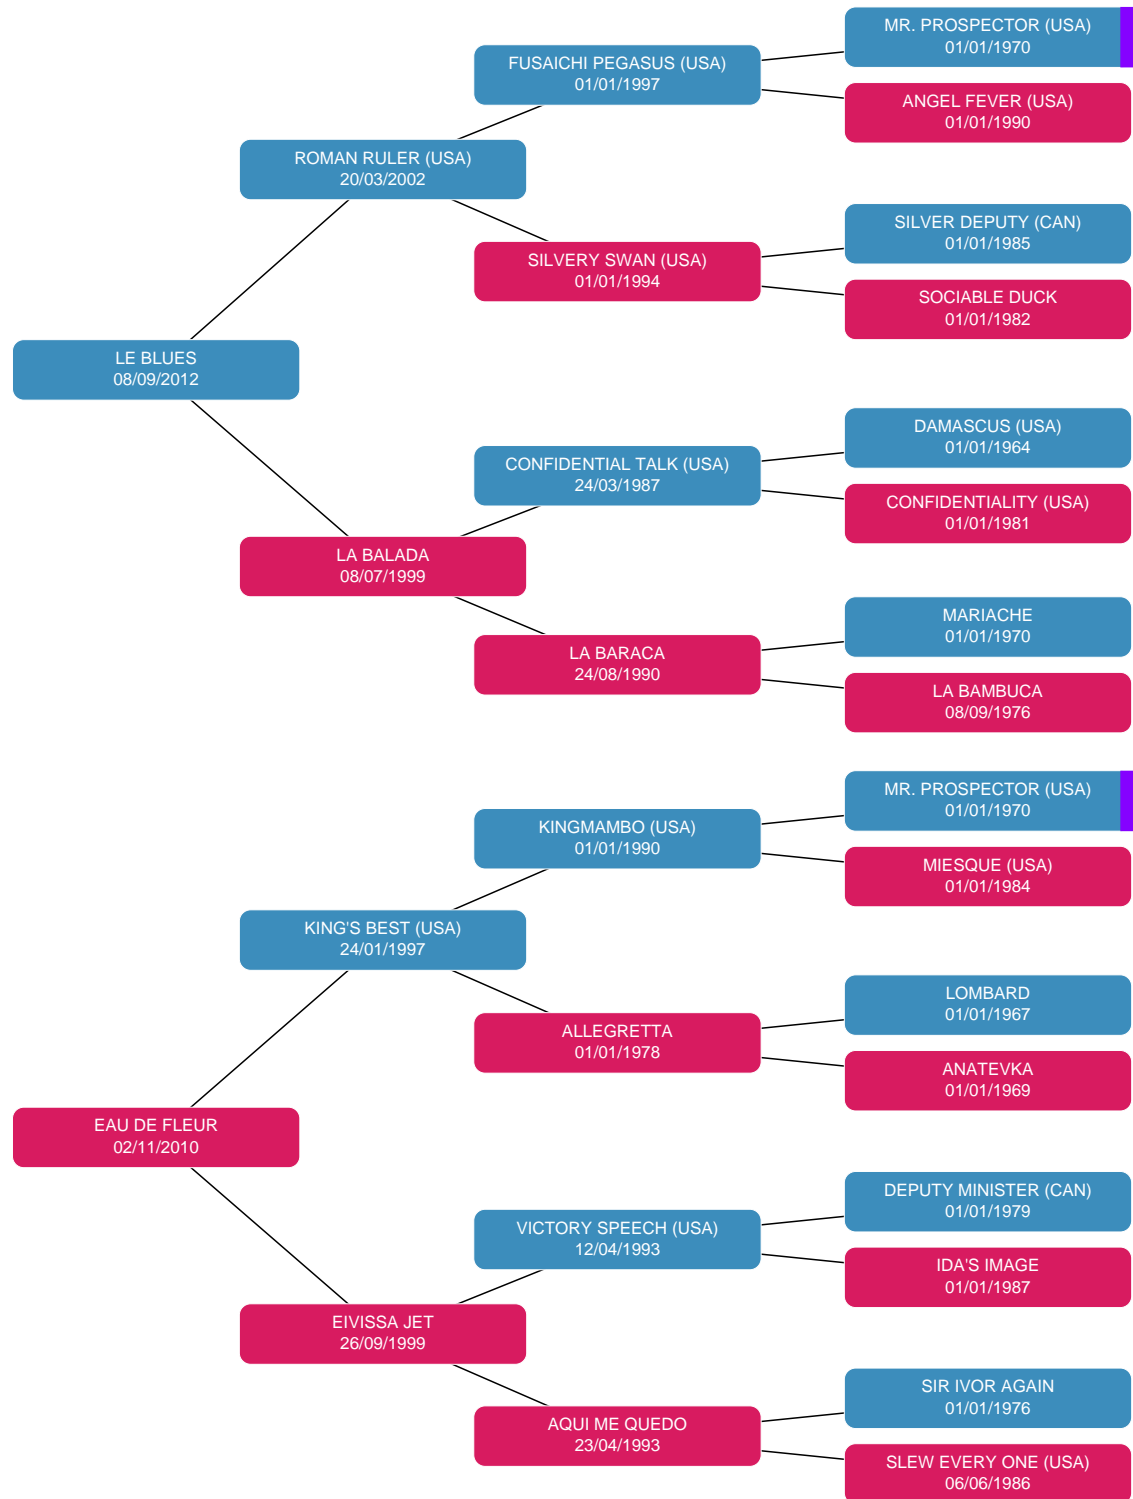 MR. PROSPECTOR (USA)
01/01/1970
FUSAICHI PEGASUS (USA)
01/01/1997
ANGEL FEVER (USA)
01/01/1990
ROMAN RULER (USA)
20/03/2002
SILVER DEPUTY (CAN)
01/01/1985
SILVERY SWAN (USA)
01/01/1994
SOCIABLE DUCK
01/01/1982
LE BLUES
08/09/2012
DAMASCUS (USA)
01/01/1964
CONFIDENTIAL TALK (USA)
24/03/1987
CONFIDENTIALITY (USA)
01/01/1981
LA BALADA
08/07/1999
MARIACHE
01/01/1970
LA BARACA
24/08/1990
LA BAMBUCA
08/09/1976
MR. PROSPECTOR (USA)
01/01/1970
KINGMAMBO (USA)
01/01/1990
MIESQUE (USA)
01/01/1984
KING'S BEST (USA)
24/01/1997
LOMBARD
01/01/1967
ALLEGRETTA
01/01/1978
ANATEVKA
01/01/1969
EAU DE FLEUR
02/11/2010
DEPUTY MINISTER (CAN)
01/01/1979
VICTORY SPEECH (USA)
12/04/1993
IDA'S IMAGE
01/01/1987
EIVISSA JET
26/09/1999
SIR IVOR AGAIN
01/01/1976
AQUI ME QUEDO
23/04/1993
SLEW EVERY ONE (USA)
06/06/1986